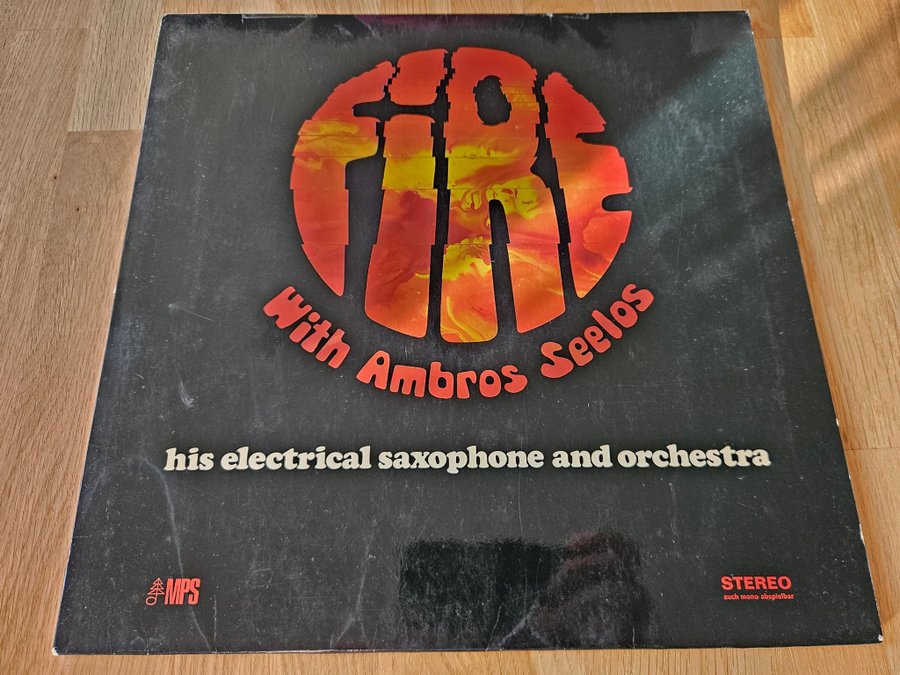 FiRE
With Ambros Seelos
his electrical saxophone and orchestra
MPS
STEREO
auch mono abspielbar